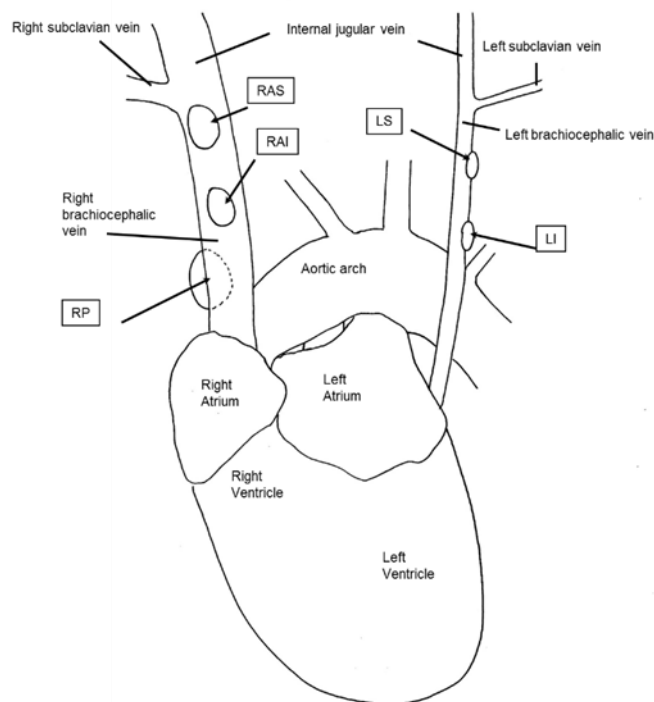 Right subclavian vein
Internal jugular vein
Left subclavian vein
RAS
LS
Left brachiocephalic vein
RAI
Right
brachiocephalic
vein
LI
Aortic arch
RP
Right
Atrium
Left
Atrium
Right
Ventricle
Left
Ventricle